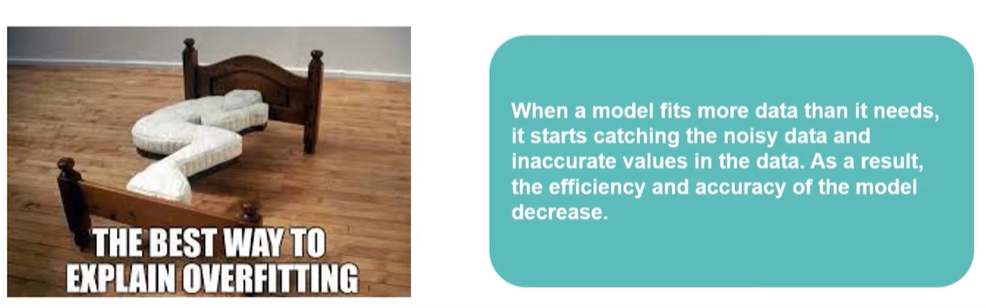 THE BEST WAY TO
EXPLAIN OVERFITTING
When a model fits more data than it needs,
it starts catching the noisy data and
inaccurate values in the data. As a result,
the efficiency and accuracy of the model
decrease.